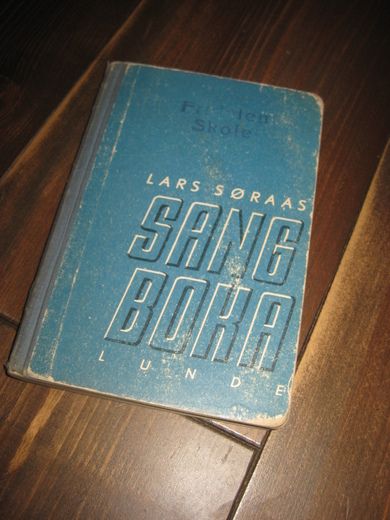 Skole
LARS SØRAAS
SANG
BOKA
LUNDE